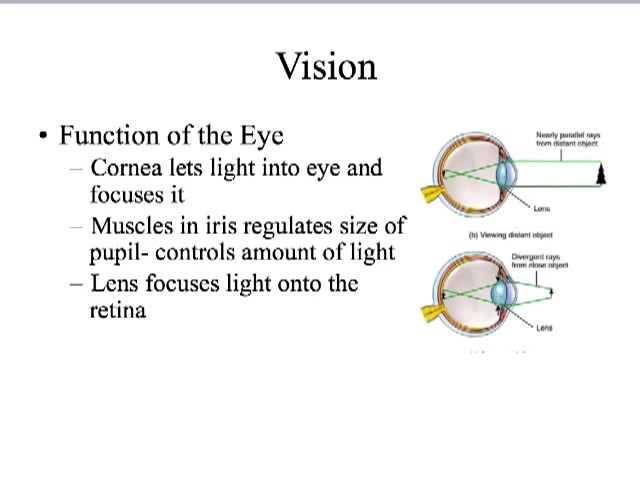 Vision
• Function of the Eye
– Cornea lets light into eye and
focuses it
– Muscles in iris regulates size of
pupil- controls amount of light
– Lens focuses light onto the
retina
Nearly parallel rays
from distant object
Lens
(b) Viewing distant object
Divergent rays
from close object
Lens